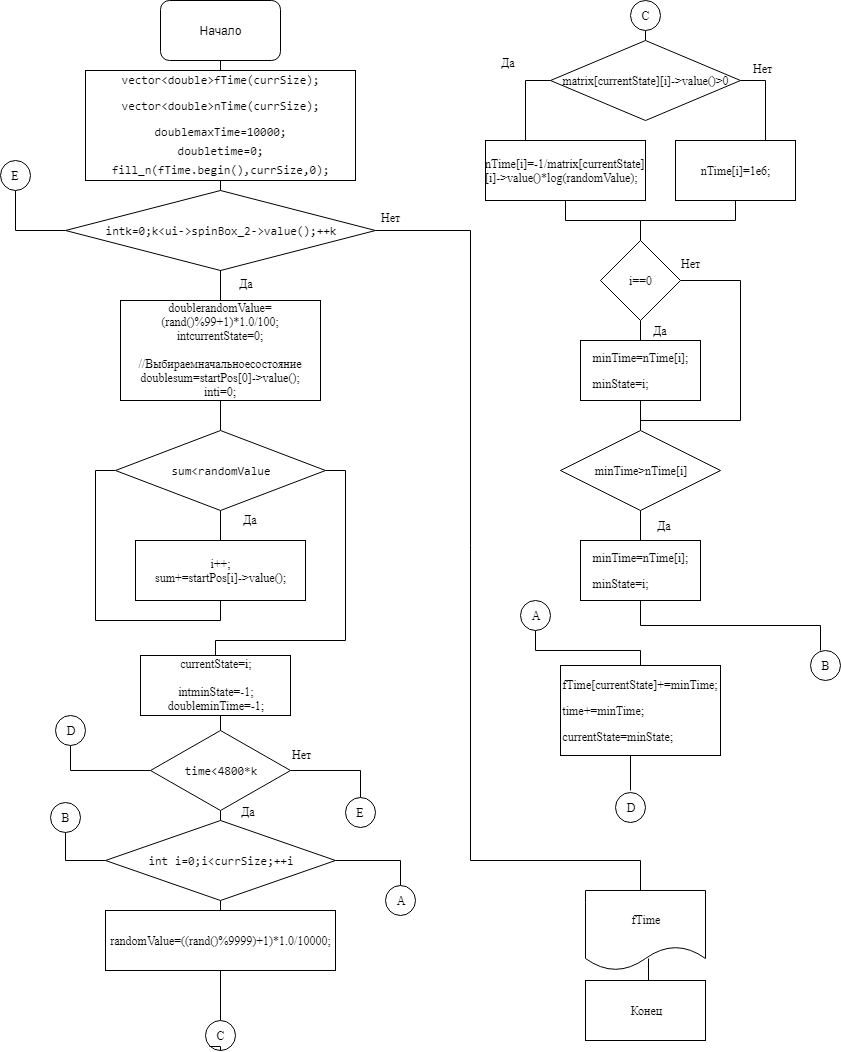 Начало
vector<double>fTime(currSize);
vector<double>nTime(currSize);
doublemaxTime=10000;
doubletime=0;
fill_n(fTime.begin(),currSize,0);
E
intk=0;k<ui->spinBox_2->value();++k
Нет
Да
doublerandomValue=
(rand()%99+1)*1.0/100;
intcurrentState=0;
//Выбираемначальноесостояние
doublesum=startPos[0]->value();
inti=0;
sum<randomValue
Да
i++;
sum+=startPos[i]->value();
currentState=i;
intminState=-1;
doubleminTime=-1;
D
time<4800*k
Нет
E
Да
B
int i=0;i<currSize;++i
A
randomValue=((rand()%9999)+1)*1.0/10000;
C
C
Да
matrix[currentState][i]->value()>0
Нет
nTime[i]=-1/matrix[currentState]
[i]->value()*log(randomValue);
nTime[i]=1e6;
i==0
Нет
Да
minTime=nTime[i];
minState=i;
minTime>nTime[i]
Да
minTime=nTime[i];
minState=i;
A
B
fTime[currentState]+=minTime;
time+=minTime;
currentState=minState;
D
fTime
Конец